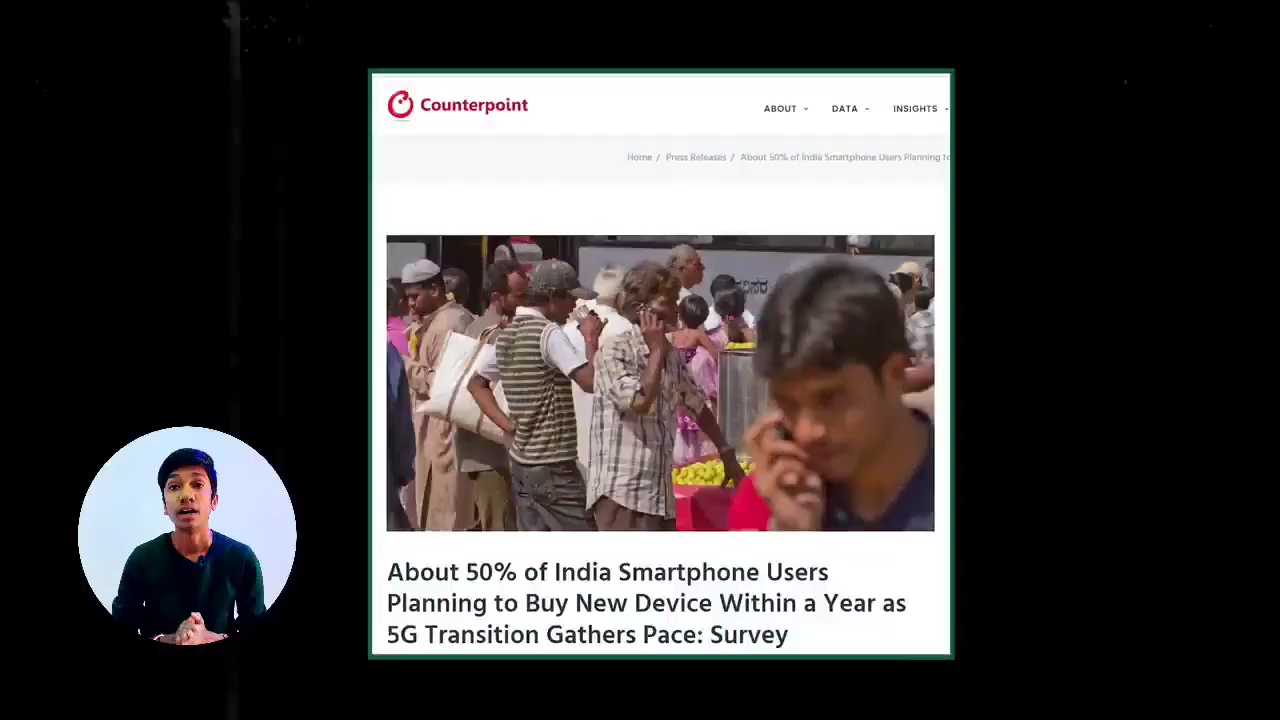 Counterpoint
ABOUT DATA INSIGHTS
Home / Press Releases / About 50% of India Smartphone Users Planning to
About 50% of India Smartphone Users
Planning to Buy New Device Within a Year as
5G Transition Gathers Pace: Survey